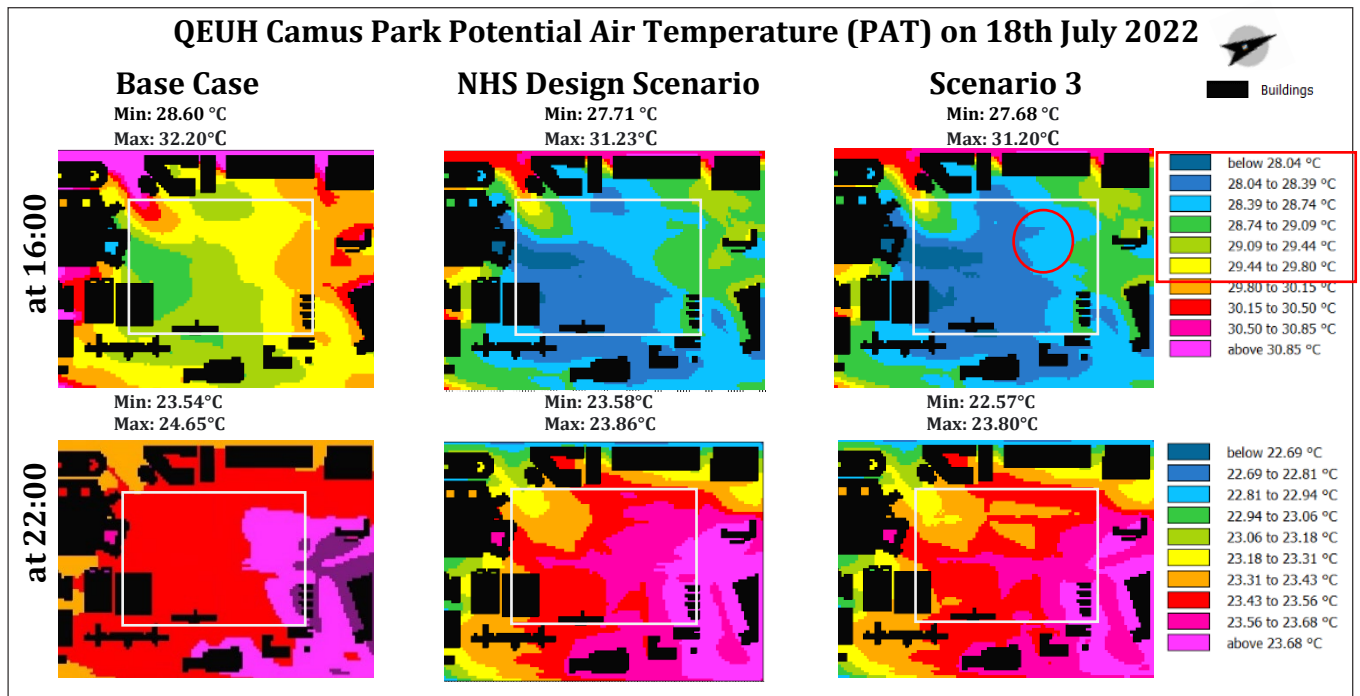 QEUH Camus Park Potential Air Temperature (PAT) on 18th July 2022
Buildings
Base Case
Min: 28.60 °C
Max: 32.20°C
NHS Design Scenario
Min: 27.71 °C
Max: 31.23°C
Scenario 3
Min: 27.68 °C
Max: 31.20°C
at 16:00
below 28.04 °C
28.04 to 28.39 °C
28.39 to 28.74 °C
28.74 to 29.09 °C
29.09 to 29.44 °C
29.44 to 29.80 °C
29.80 to 30.15 °C
30.15 to 30.50 °C
30.50 to 30.85 °C
above 30.85 °C
Min: 23.54°C
Max: 24.65°C
Min: 23.58°C
Max: 23.86°C
Min: 22.57°C
Max: 23.80°C
at 22:00
below 22.69 °C
22.69 to 22.81 °C
22.81 to 22.94 °C
22.94 to 23.06 °C
23.06 to 23.18 °C
23.18 to 23.31 °C
23.31 to 23.43 °C
23.43 to 23.56 °C
23.56 to 23.68 °C
above 23.68 °C